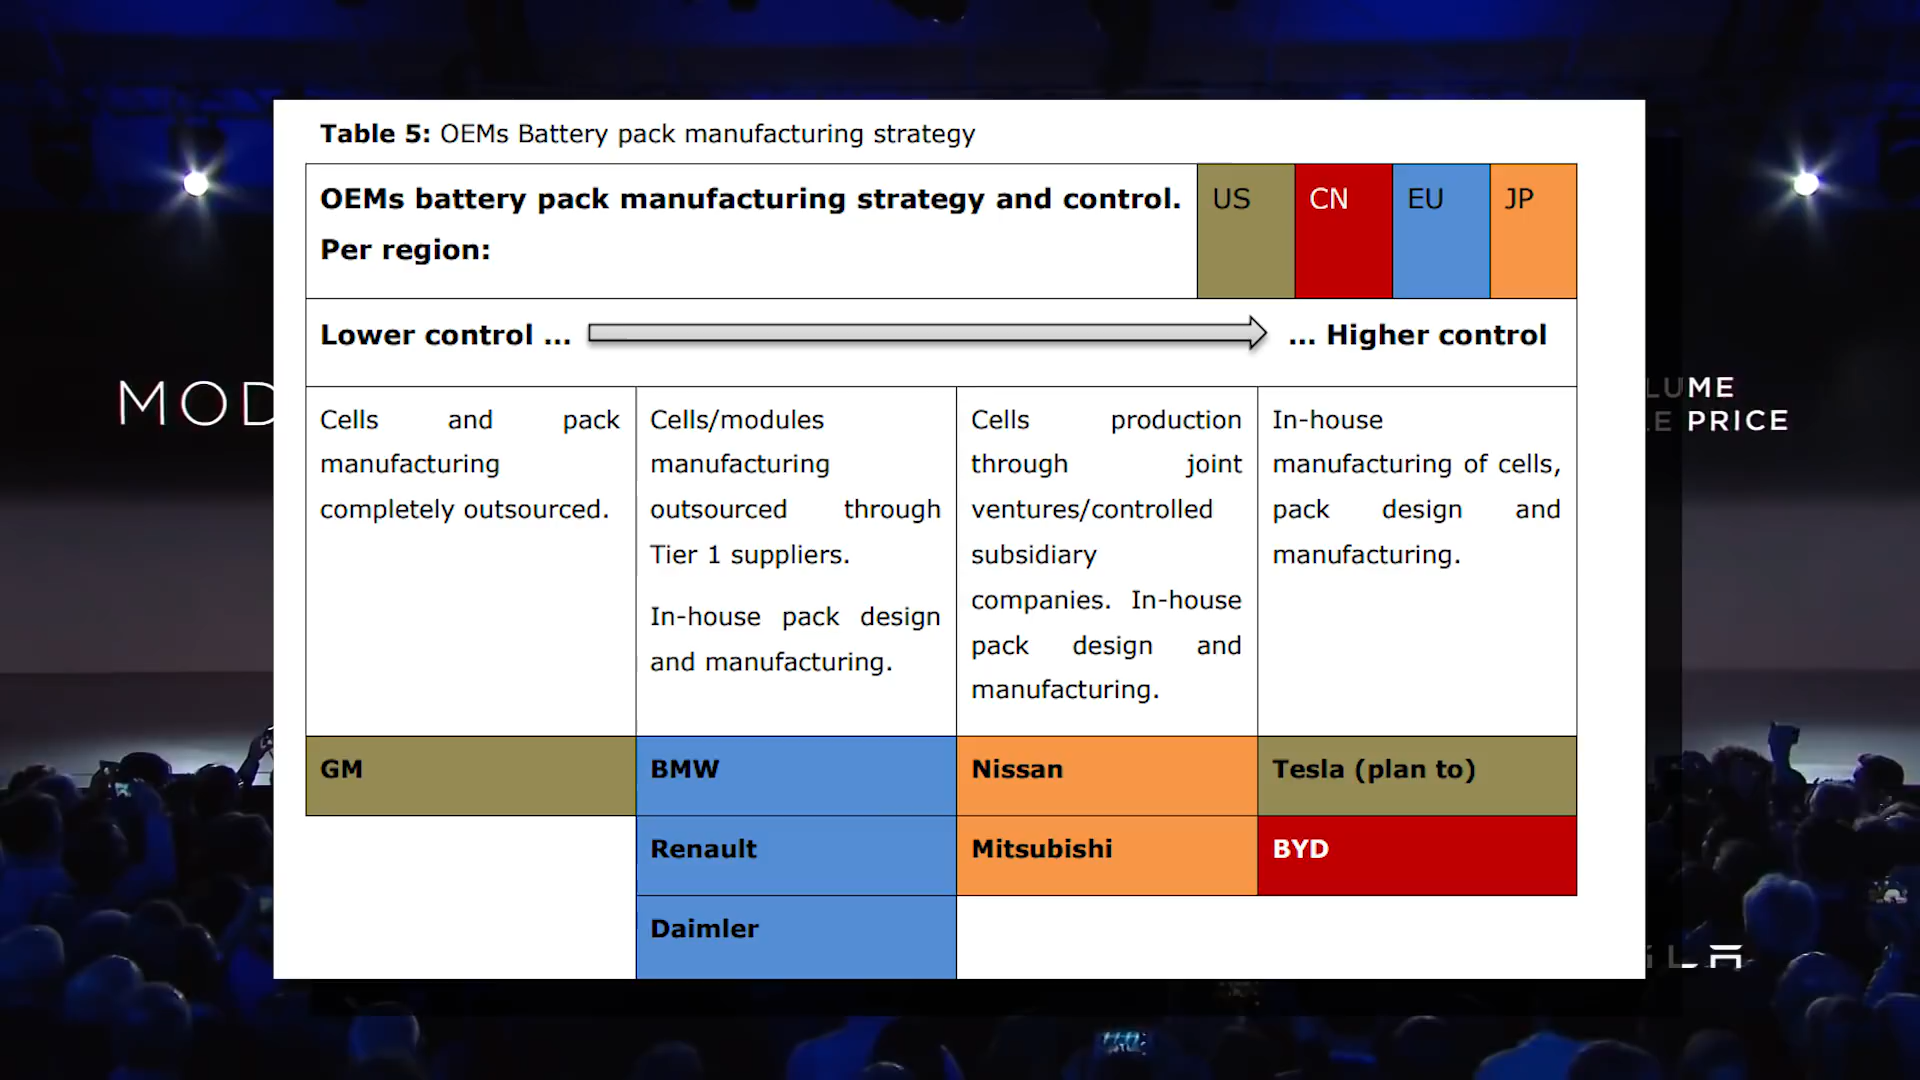 Table 5: OEMs Battery pack manufacturing strategy
OEMs battery pack manufacturing strategy and control.
Per region:
US
CN
EU
JP
Lower control ...
... Higher control
Cells and pack
manufacturing
completely outsourced.
Cells/modules
manufacturing
outsourced through
Tier 1 suppliers.
In-house pack design
and manufacturing.
Cells production
through joint
ventures/controlled
subsidiary
companies. In-house
pack design and
manufacturing.
In-house
manufacturing of cells,
pack design and
manufacturing.
GM
BMW
Nissan
Tesla (plan to)
Renault
Mitsubishi
BYD
Daimler
MOD
LUME
E PRICE